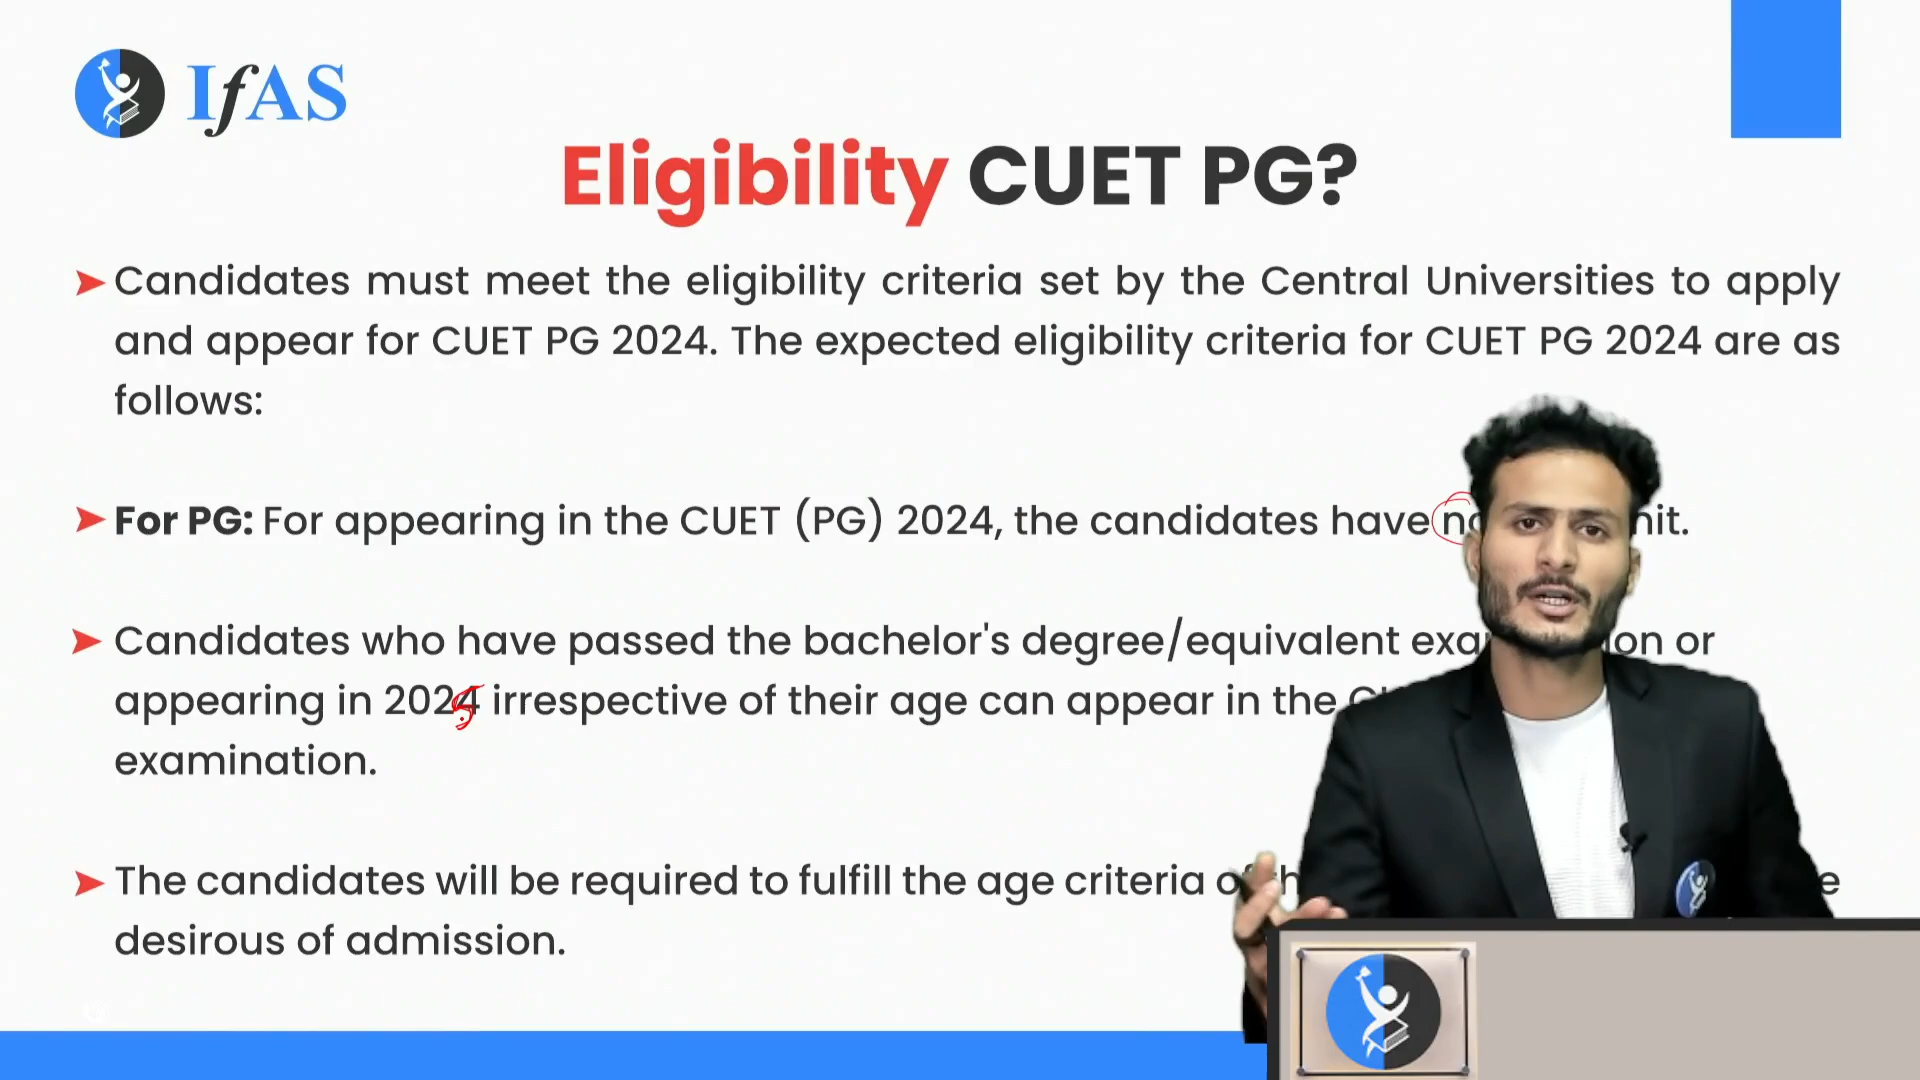 IfAS
Eligibility CUET PG?
Candidates must meet the eligibility criteria set by the Central Universities to apply
and appear for CUET PG 2024. The expected eligibility criteria for CUET PG 2024 are as
follows:
For PG: For appearing in the CUET (PG) 2024, the candidates have
Candidates who have passed the bachelor's degree/equivalent or
appearing in 2024 irrespective of their age can appear in the
5
examination.
The candidates will be required to fulfill the age criteria
desirous of admission.